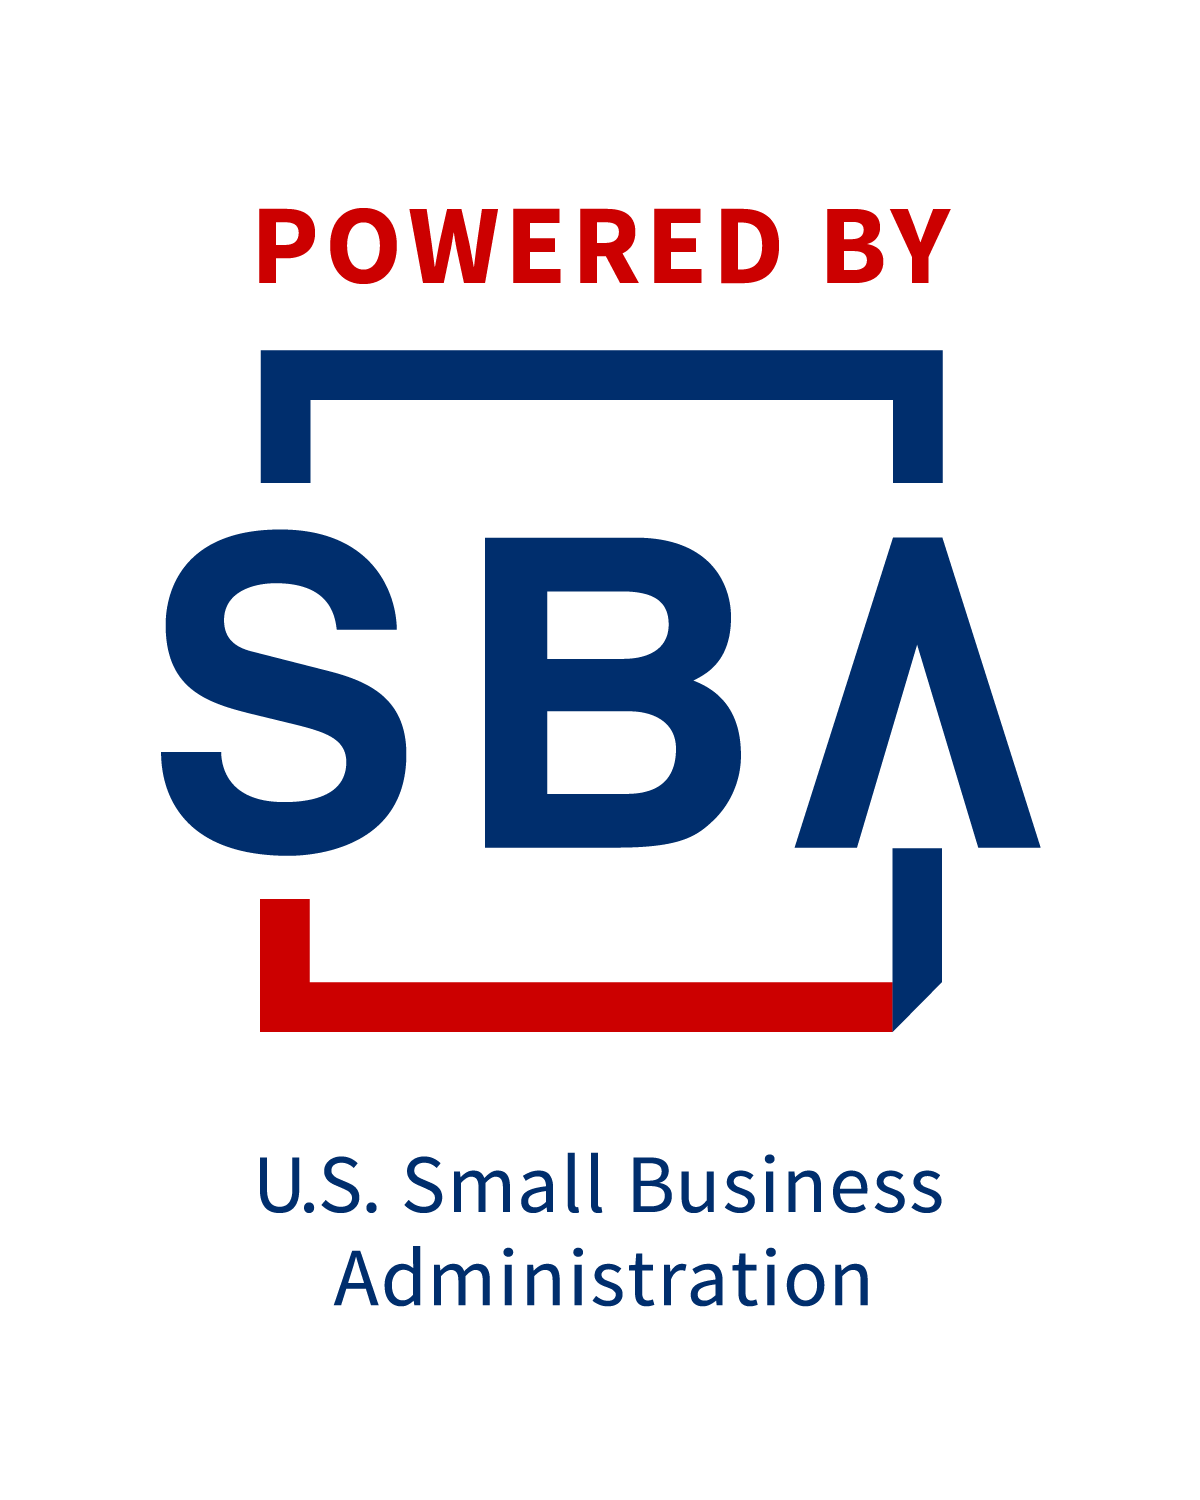 POWERED BY
SBA
U.S. Small Business
Administration